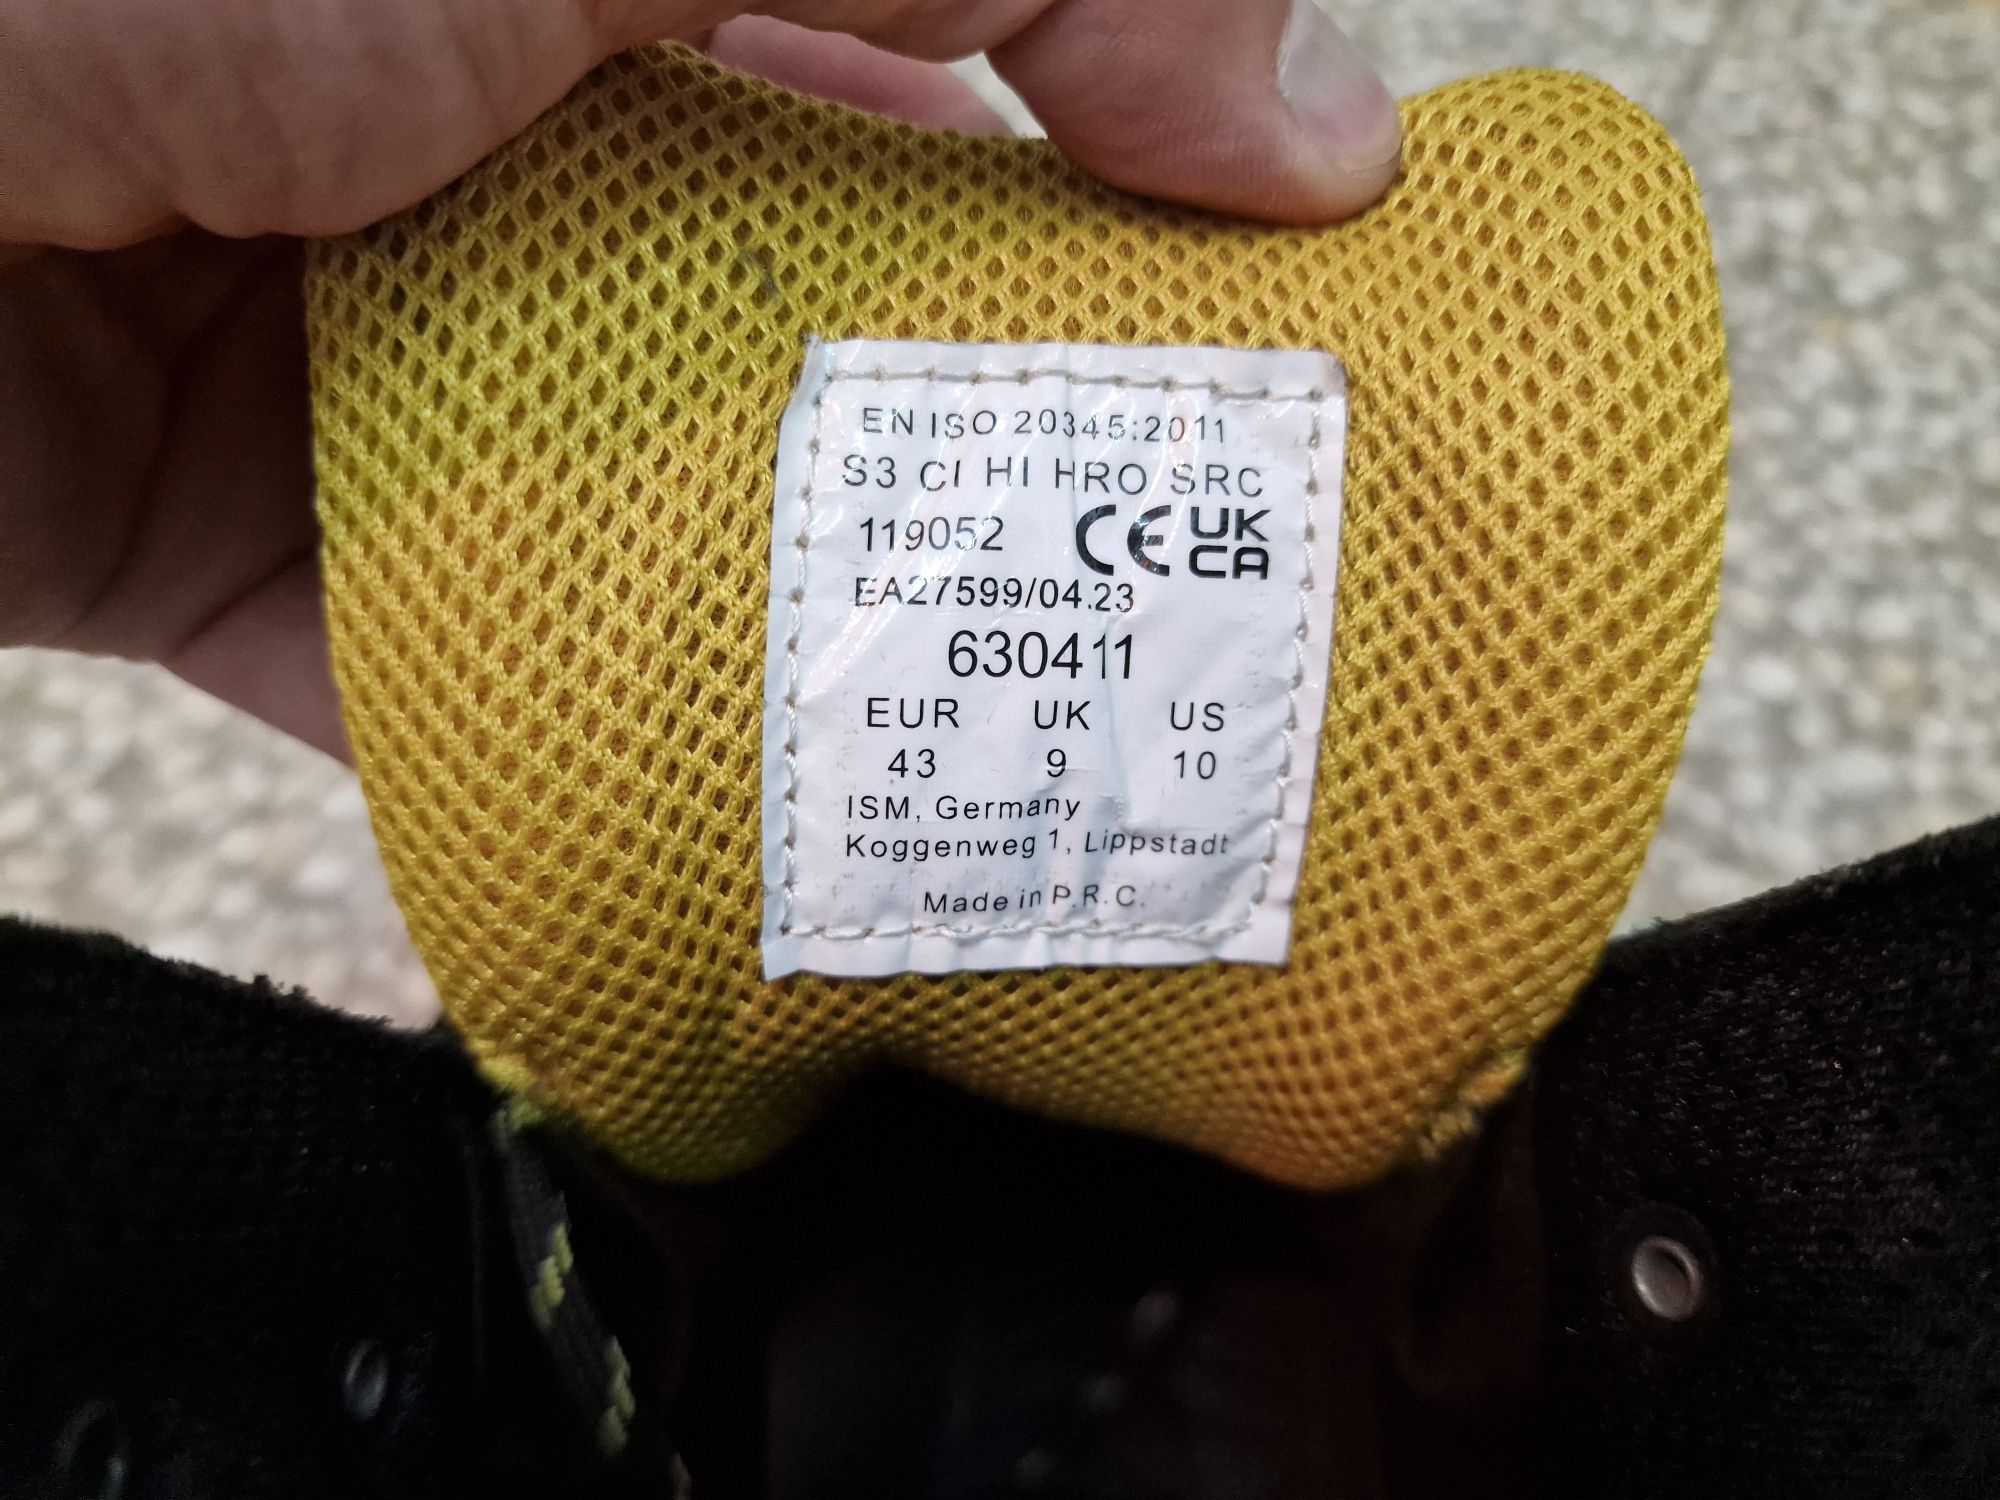 EN ISO 20345:2011
S3 CI HI HRO SRC
119052 CE UK CA
EA27599/04.23
630411
EUR UK US
43 9 10
ISM, Germany
Koggenweg 1, Lippstadt
Made in P.R.C.